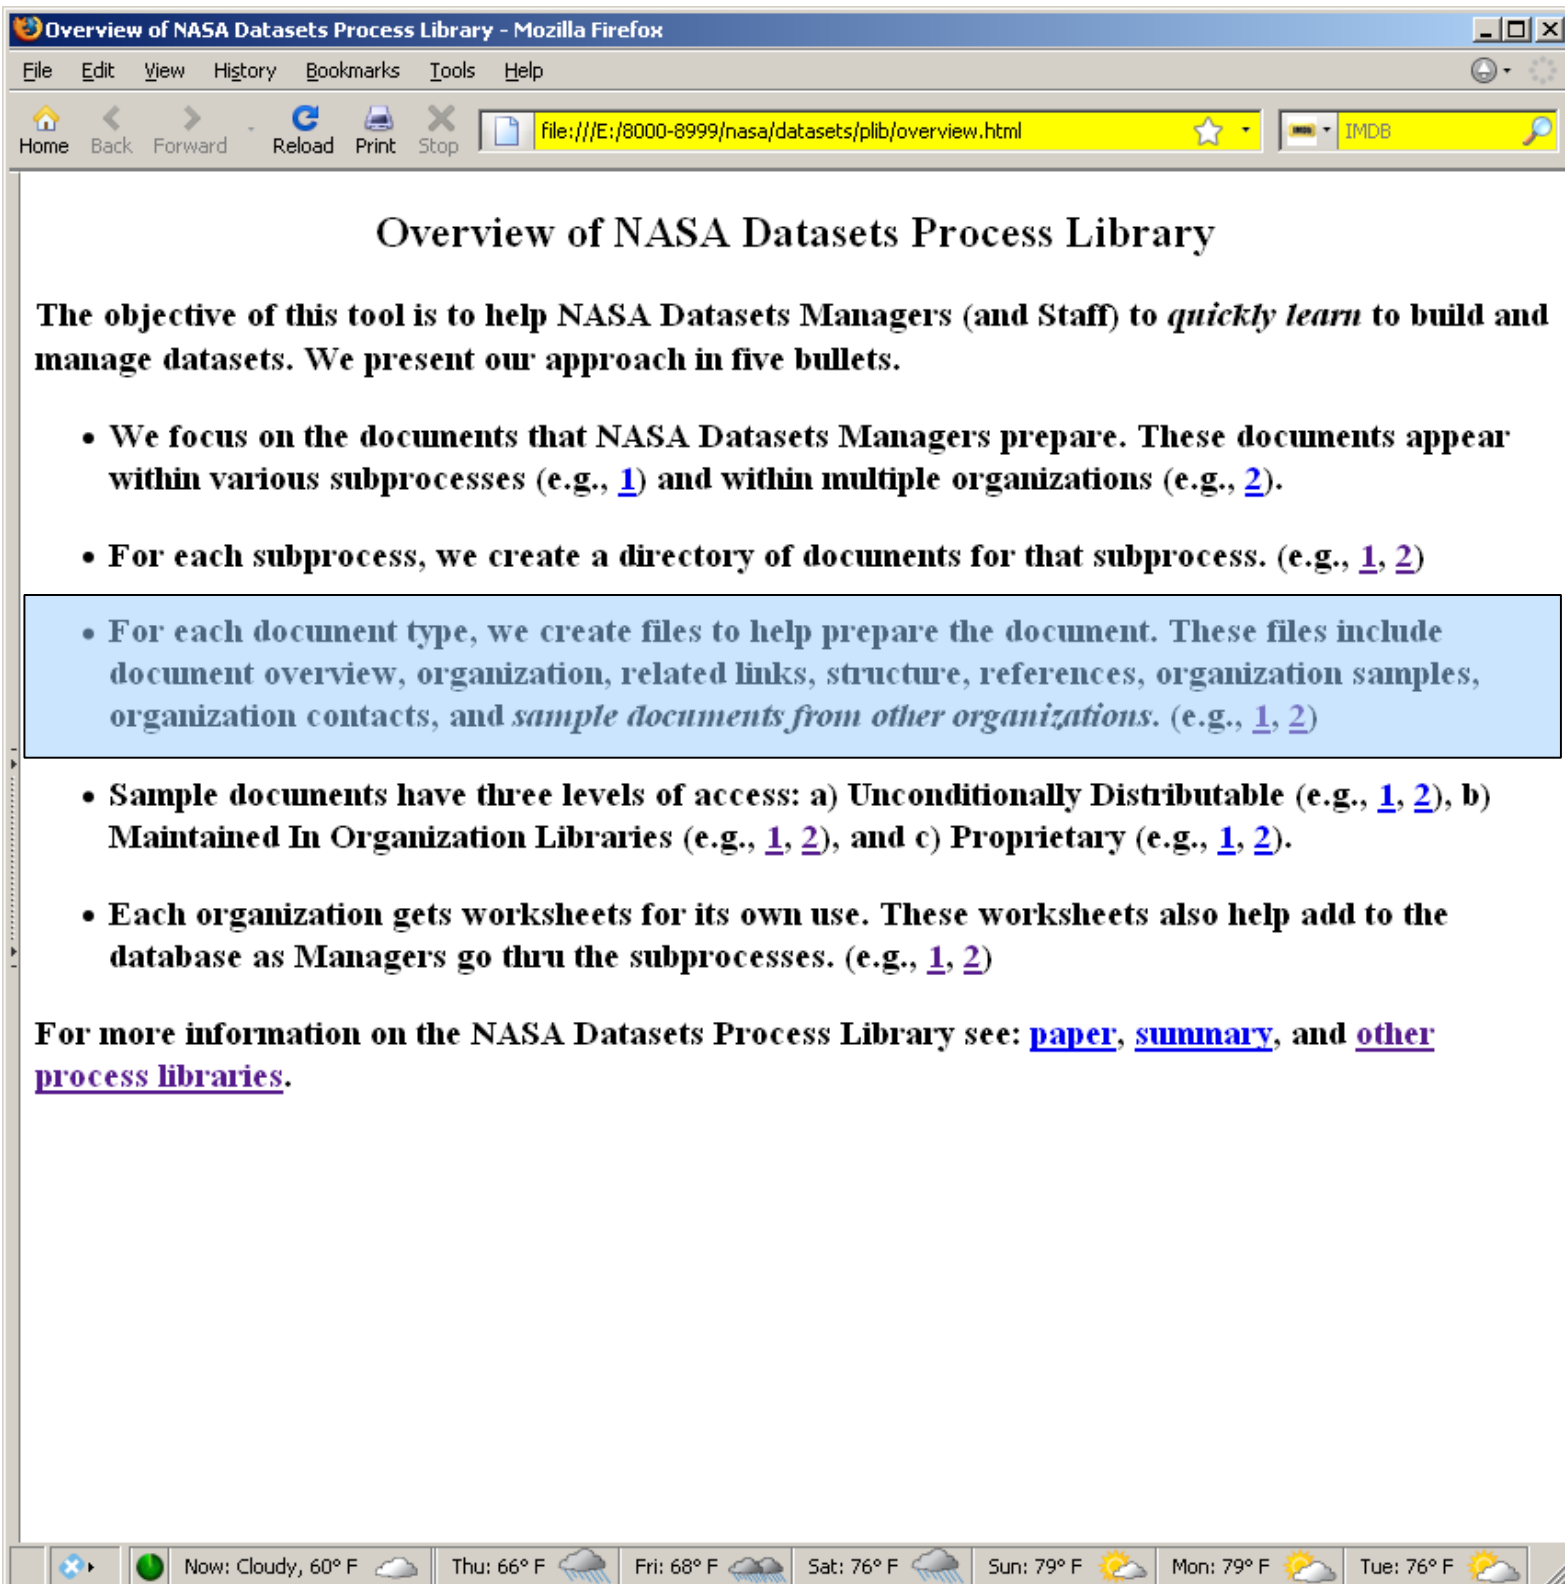 Overview of NASA Datasets Process Library - Mozilla Firefox
File Edit View History Bookmarks Tools Help
Home Back Forward Reload Print Stop file:///E:/8000-8999/nasa/datasets/plib/overview.html IMDB
Overview of NASA Datasets Process Library
The objective of this tool is to help NASA Datasets Managers (and Staff) to quickly learn to build and
manage datasets. We present our approach in five bullets.
• We focus on the documents that NASA Datasets Managers prepare. These documents appear
within various subprocesses (e.g., 1) and within multiple organizations (e.g., 2).
• For each subprocess, we create a directory of documents for that subprocess. (e.g., 1, 2)
• For each document type, we create files to help prepare the document. These files include
document overview, organization, related links, structure, references, organization samples,
organization contacts, and sample documents from other organizations. (e.g., 1, 2)
• Sample documents have three levels of access: a) Unconditionally Distributable (e.g., 1, 2), b)
Maintained In Organization Libraries (e.g., 1, 2), and c) Proprietary (e.g., 1, 2).
• Each organization gets worksheets for its own use. These worksheets also help add to the
database as Managers go thru the subprocesses. (e.g., 1, 2)
For more information on the NASA Datasets Process Library see: paper, summary, and other
process libraries.
Now: Cloudy, 60° F Thu: 66° F Fri: 68° F Sat: 76° F Sun: 79° F Mon: 79° F Tue: 76° F